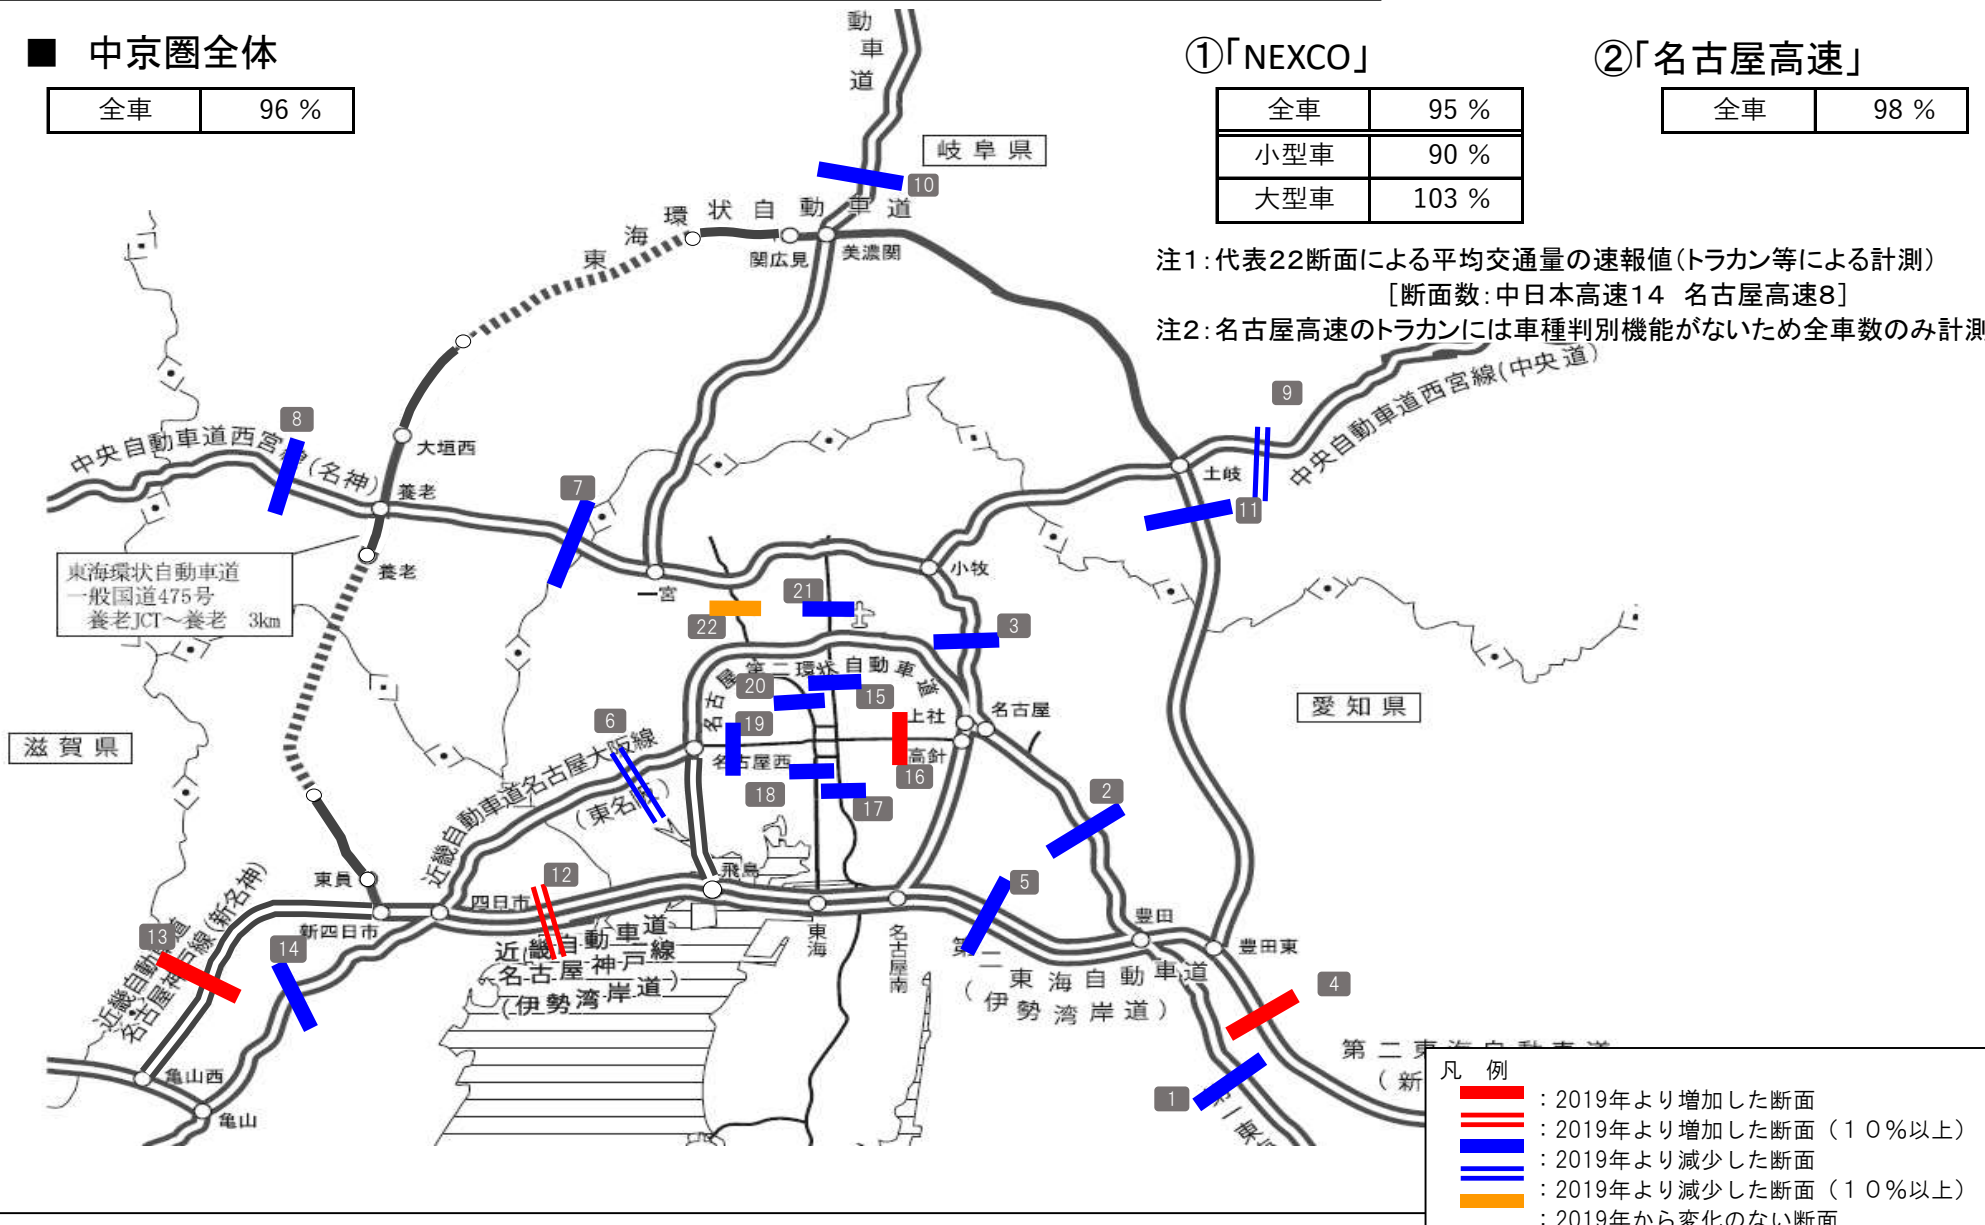 ■ 中京圏全体
全車 96 %
①「NEXCO」
全車 95 %
小型車 90 %
大型車 103 %
②「名古屋高速」
全車 98 %
注1：代表22断面による平均交通量の速報値（トラカン等による計測）
［断面数：中日本高速14 名古屋高速8］
注2：名古屋高速のトラカンには車種判別機能がないため全車数のみ計測
動車道
岐阜県
10
東海環状自動車道
関広見
美濃関
9
中央自動車道西宮線(中央道)
8
中央自動車道西宮線(名神)
大垣西
養老
7
土岐
11
養老
東海環状自動車道
一般国道475号
養老JCT～養老 3km
一宮
小牧
22
21
3
名古屋第二環状自動車道
20
15
19
上社
名古屋
愛知県
滋賀県
6
近畿自動車道名古屋大阪線
(東名阪)
名古屋西
高針
16
18
17
2
東員
飛島
12
5
四日市
新四日市
13
14
近畿自動車道
名古屋神戸線(新名神)
近畿自動車道
名古屋神戸線
(伊勢湾岸道)
東海
名古屋南
豊田
豊田東
第二東海自動車道
(伊勢湾岸道)
4
亀山西
亀山
1
第一東
第二東海自動車道
(新
凡 例
：2019年より増加した断面
：2019年より増加した断面（１０％以上）
：2019年より減少した断面
：2019年より減少した断面（１０％以上）
：2019年から変化のない断面